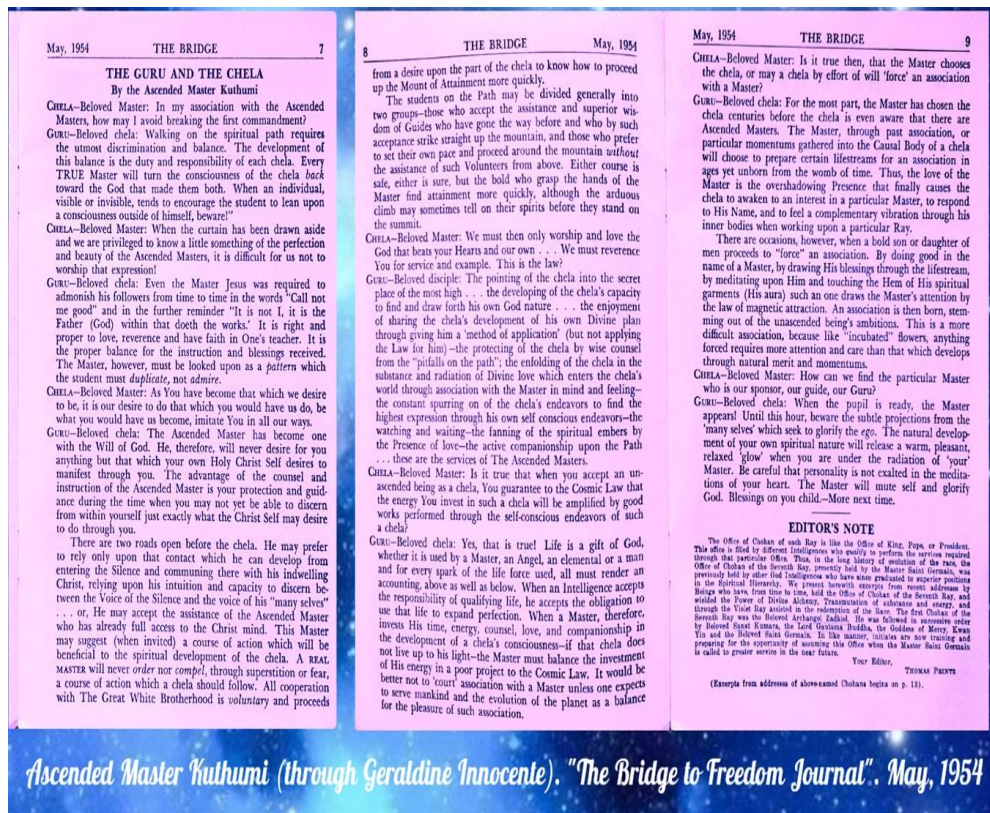 May, 1954 THE BRIDGE 7
THE GURU AND THE CHELA
By the Ascended Master Kuthumi
CHELA—Beloved Master: In my association with the Ascended
Masters, how may I avoid breaking the first commandment?
GURU—Beloved chela: Walking on the spiritual path requires
the utmost discrimination and balance. The development of
this balance is the duty and responsibility of each chela. Every
TRUE Master will turn the consciousness of the chela back
toward the God that made them both. When an individual,
visible or invisible, tends to encourage the student to lean upon
a consciousness outside of himself, beware!"
CHELA—Beloved Master: When the curtain has been drawn aside
and we are privileged to know a little something of the perfection
and beauty of the Ascended Masters, it is difficult for us not to
worship that expression!
GURU—Beloved chela: Even the Master Jesus was required to
admonish his followers from time to time in the words "Call not
me good" and in the further reminder "It is not I, it is the
Father (God) within that doeth the works.' It is right and
proper to love, reverence and have faith in One's teacher. It is
the proper balance for the instruction and blessings received.
The Master, however, must be looked upon as a pattern which
the student must duplicate, not admire.
CHELA—Beloved Master: As You have become that which we desire
to be, it is our desire to do that which you would have us do, be
what you would have us become, imitate You in all our ways.
GURU—Beloved chela: The Ascended Master has become one
with the Will of God. He, therefore, will never desire for you
anything but that which your own Holy Christ Self desires to
manifest through you. The advantage of the counsel and
instruction of the Ascended Master is your protection and guid-
ance during the time when you may not yet be able to discern
from within yourself just exactly what the Christ Self may desire
to do through you.
There are two roads open before the chela. He may prefer
to rely only upon that contact which he can develop from
entering the Silence and communing there with his indwelling
Christ, relying upon his intuition and capacity to discern be-
tween the Voice of the Silence and the voice of his "many selves"
. . . or, He may accept the assistance of the Ascended Master
who has already full access to the Christ mind. This Master
may suggest (when invited) a course of action which will be
beneficial to the spiritual development of the chela. A REAL
MASTER will never order nor compel, through superstition or fear,
a course of action which a chela should follow. All cooperation
with The Great White Brotherhood is voluntary and proceeds
8 THE BRIDGE May, 1954
from a desire upon the part of the chela to know how to proceed
up the Mount of Attainment more quickly.
The students on the Path may be divided generally into
two groups—those who accept the assistance and superior wis-
dom of Guides who have gone the way before and who by such
acceptance strike straight up the mountain, and those who prefer
to set their own pace and proceed around the mountain without
the assistance of such Volunteers from above. Either course is
safe, either is sure, but the bold who grasp the hands of the
Master find attainment more quickly, although the arduous
climb may sometimes tell on their spirits before they stand on
the summit.
CHELA—Beloved Master: We must then only worship and love the
God that beats your Hearts and our own . . . We must reverence
You for service and example. This is the law?
GURU—Beloved disciple: The pointing of the chela into the secret
place of the most high . . . the developing of the chela's capacity
to find and draw forth his own God nature . . . the enjoyment
of sharing the chela's development of his own Divine plan
through giving him a 'method of application' (but not applying
the Law for him)—the protecting of the chela by wise counsel
from the "pitfalls on the path"; the enfolding of the chela in the
substance and radiation of Divine love which enters the chela's
world through association with the Master in mind and feeling—
the constant spurring on of the chela's endeavors to find the
highest expression through his own self conscious endeavors—the
watching and waiting—the fanning of the spiritual embers by
the Presence of love—the active companionship upon the Path
. . . these are the services of The Ascended Masters.
CHELA—Beloved Master: Is it true that when you accept an un-
ascended being as a chela, You guarantee to the Cosmic Law that
the energy You invest in such a chela will be amplified by good
works performed through the self-conscious endeavors of such
a chela?
GURU—Beloved chela: Yes, that is true! Life is a gift of God,
whether it is used by a Master, an Angel, an elemental or a man
and for every spark of the life force used, all must render an
accounting, above as well as below. When an Intelligence accepts
the responsibility of qualifying life, he accepts the obligation to
use that life to expand perfection. When a Master, therefore,
invests His time, energy, counsel, love, and companionship in
the development of a chela's consciousness—if that chela does
not live up to his light—the Master must balance the investment
of His energy in a poor project to the Cosmic Law. It would be
better not to 'court' association with a Master unless one expects
to serve mankind and the evolution of the planet as a balance
for the pleasure of such association.
May, 1954 THE BRIDGE 9
CHELA—Beloved Master: Is it true then, that the Master chooses
the chela, or may a chela by effort of will 'force' an association
with a Master?
GURU—Beloved chela: For the most part, the Master has chosen the
chela centuries before the chela is even aware that there are
Ascended Masters. The Master, through past association, or
particular momentums gathered into the Causal Body of a chela
will choose to prepare certain lifestreams for an association in
ages yet unborn from the womb of time. Thus, the love of the
Master is the overshadowing Presence that finally causes the
chela to awaken to an interest in a particular Master, to respond
to His Name, and to feel a complementary vibration through his
inner bodies when working upon a particular Ray.
There are occasions, however, when a bold son or daughter of
men proceeds to "force" an association. By doing good in the
name of a Master, by drawing His blessings through the lifestream,
by meditating upon Him and touching the Hem of His spiritual
garments (His aura) such an one draws the Master's attention by
the law of magnetic attraction. An association is then born, stem-
ming out of the unascended being's ambitions. This is a more
difficult association, because like "incubated" flowers, anything
forced requires more attention and care than that which develops
through natural merit and momentums.
CHELA—Beloved Master: How can we find the particular Master
who is our sponsor, our guide, our Guru?
GURU—Beloved chela: When the pupil is ready, the Master
appears! Until this hour, beware the subtle projections from the
'many selves' which seek to glorify the ego. The natural develop-
ment of your own spiritual nature will release a warm, pleasant,
relaxed 'glow' when you are under the radiation of 'your'
Master. Be careful that personality is not exalted in the medita-
tions of your heart. The Master will mute self and glorify
God. Blessings on you child.—More next time.
EDITOR'S NOTE
The Office of Chohan of each Ray is like the Office of King, Pope, or President.
This office is filled by different Intelligences who qualify to perform the services required
through that particular Office. Thus, in the long history of evolution of the race, the
Office of Chohan of the Seventh Ray, presently held by the Master Saint Germain, was
previously held by other God Intelligences who have since graduated to superior positions
in the Spiritual Hierarchy. We present herewith excerpts from recent addresses by
Beings who have, from time to time, held the Office of Chohan of the Seventh Ray, and
wielded the Power of Divine Alchemy, Transmutation of substance and energy, and
through the Violet Ray assisted in the redemption of the Race. The first Chohan of the
Seventh Ray was the Beloved Archangel Zadkiel. He was followed in successive order
by Beloved Sanat Kumara, the Lord Gautama Buddha, the Goddess of Mercy, Kwan
Yin and the Beloved Saint Germain. In like manner, initiates are now training and
preparing for the opportunity of assuming this Office when the Master Saint Germain
is called to greater service in the near future.
Your Editor,
THOMAS PRINTZ
(Excerpts from addresses of above-named Chohans begins on p. 13).
Ascended Master Kuthumi (through Geraldine Innocente). "The Bridge to Freedom Journal". May, 1954